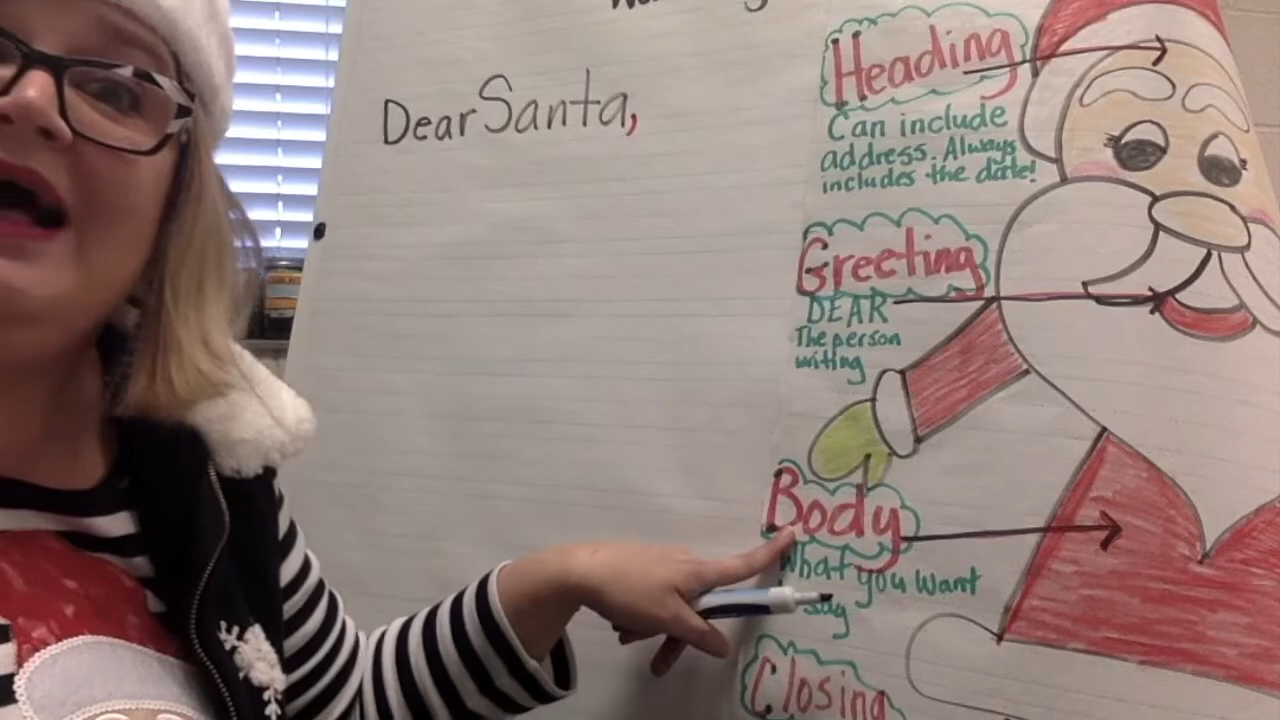 Dear Santa,
Heading
Can include
address. Always
includes the date!
Greeting
DEAR
The person
writing
Body
What you want
say
Closing